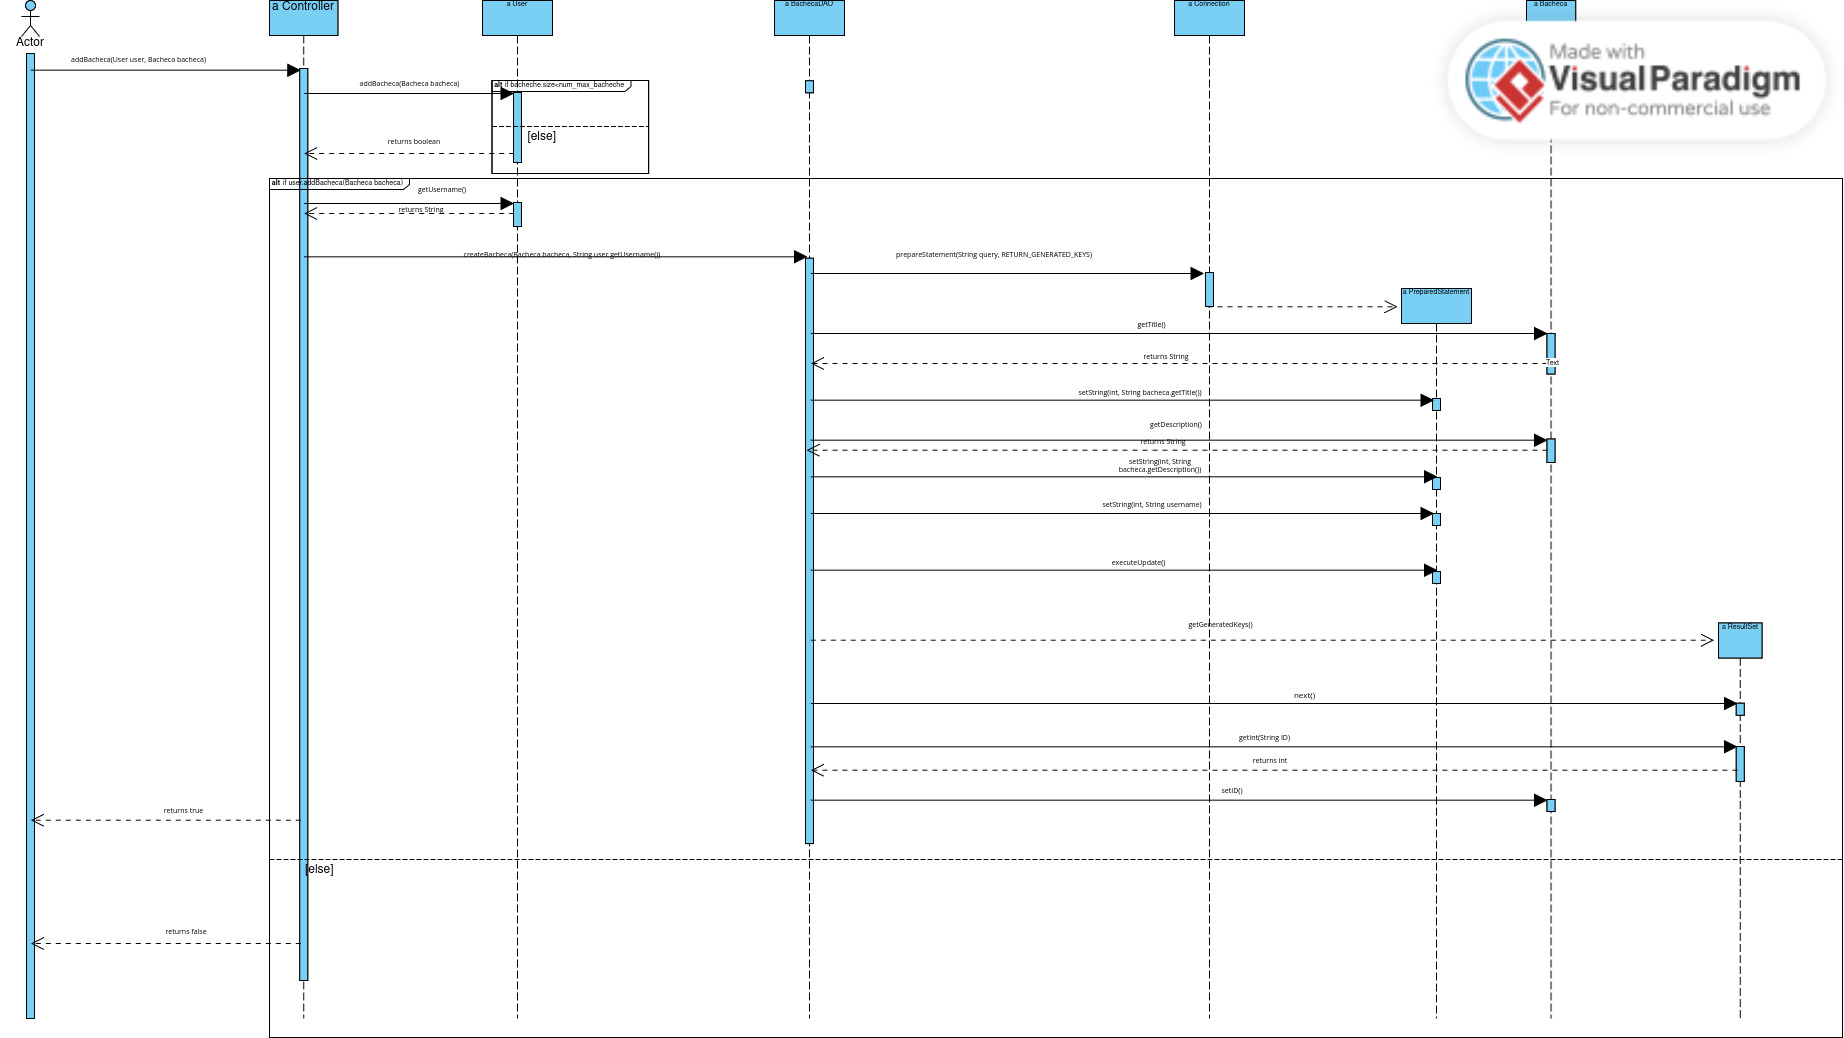 a Controller
a User
a BachecaDAO
a Connection
a Bacheca
Actor
Made with
VisualParadigm
For non-commercial use
addBacheca(User user, Bacheca bacheca)
addBacheca(Bacheca bacheca)
alt if bacheche.size<num_max_bacheche
[else]
returns boolean
alt if user.addBacheca(Bacheca bacheca)
getUsername()
returns String
createBacheca(Bacheca bacheca, String user.getUsername())
prepareStatement(String query, RETURN_GENERATED_KEYS)
a PreparedStatement
getTitle()
returns String
Text
setString(int, String bacheca.getTitle())
getDescription()
returns String
setString(int, String
bacheca.getDescription())
setString(int, String username)
executeUpdate()
getGeneratedKeys()
a ResultSet
next()
getInt(String ID)
returns int
setID()
returns true
[else]
returns false